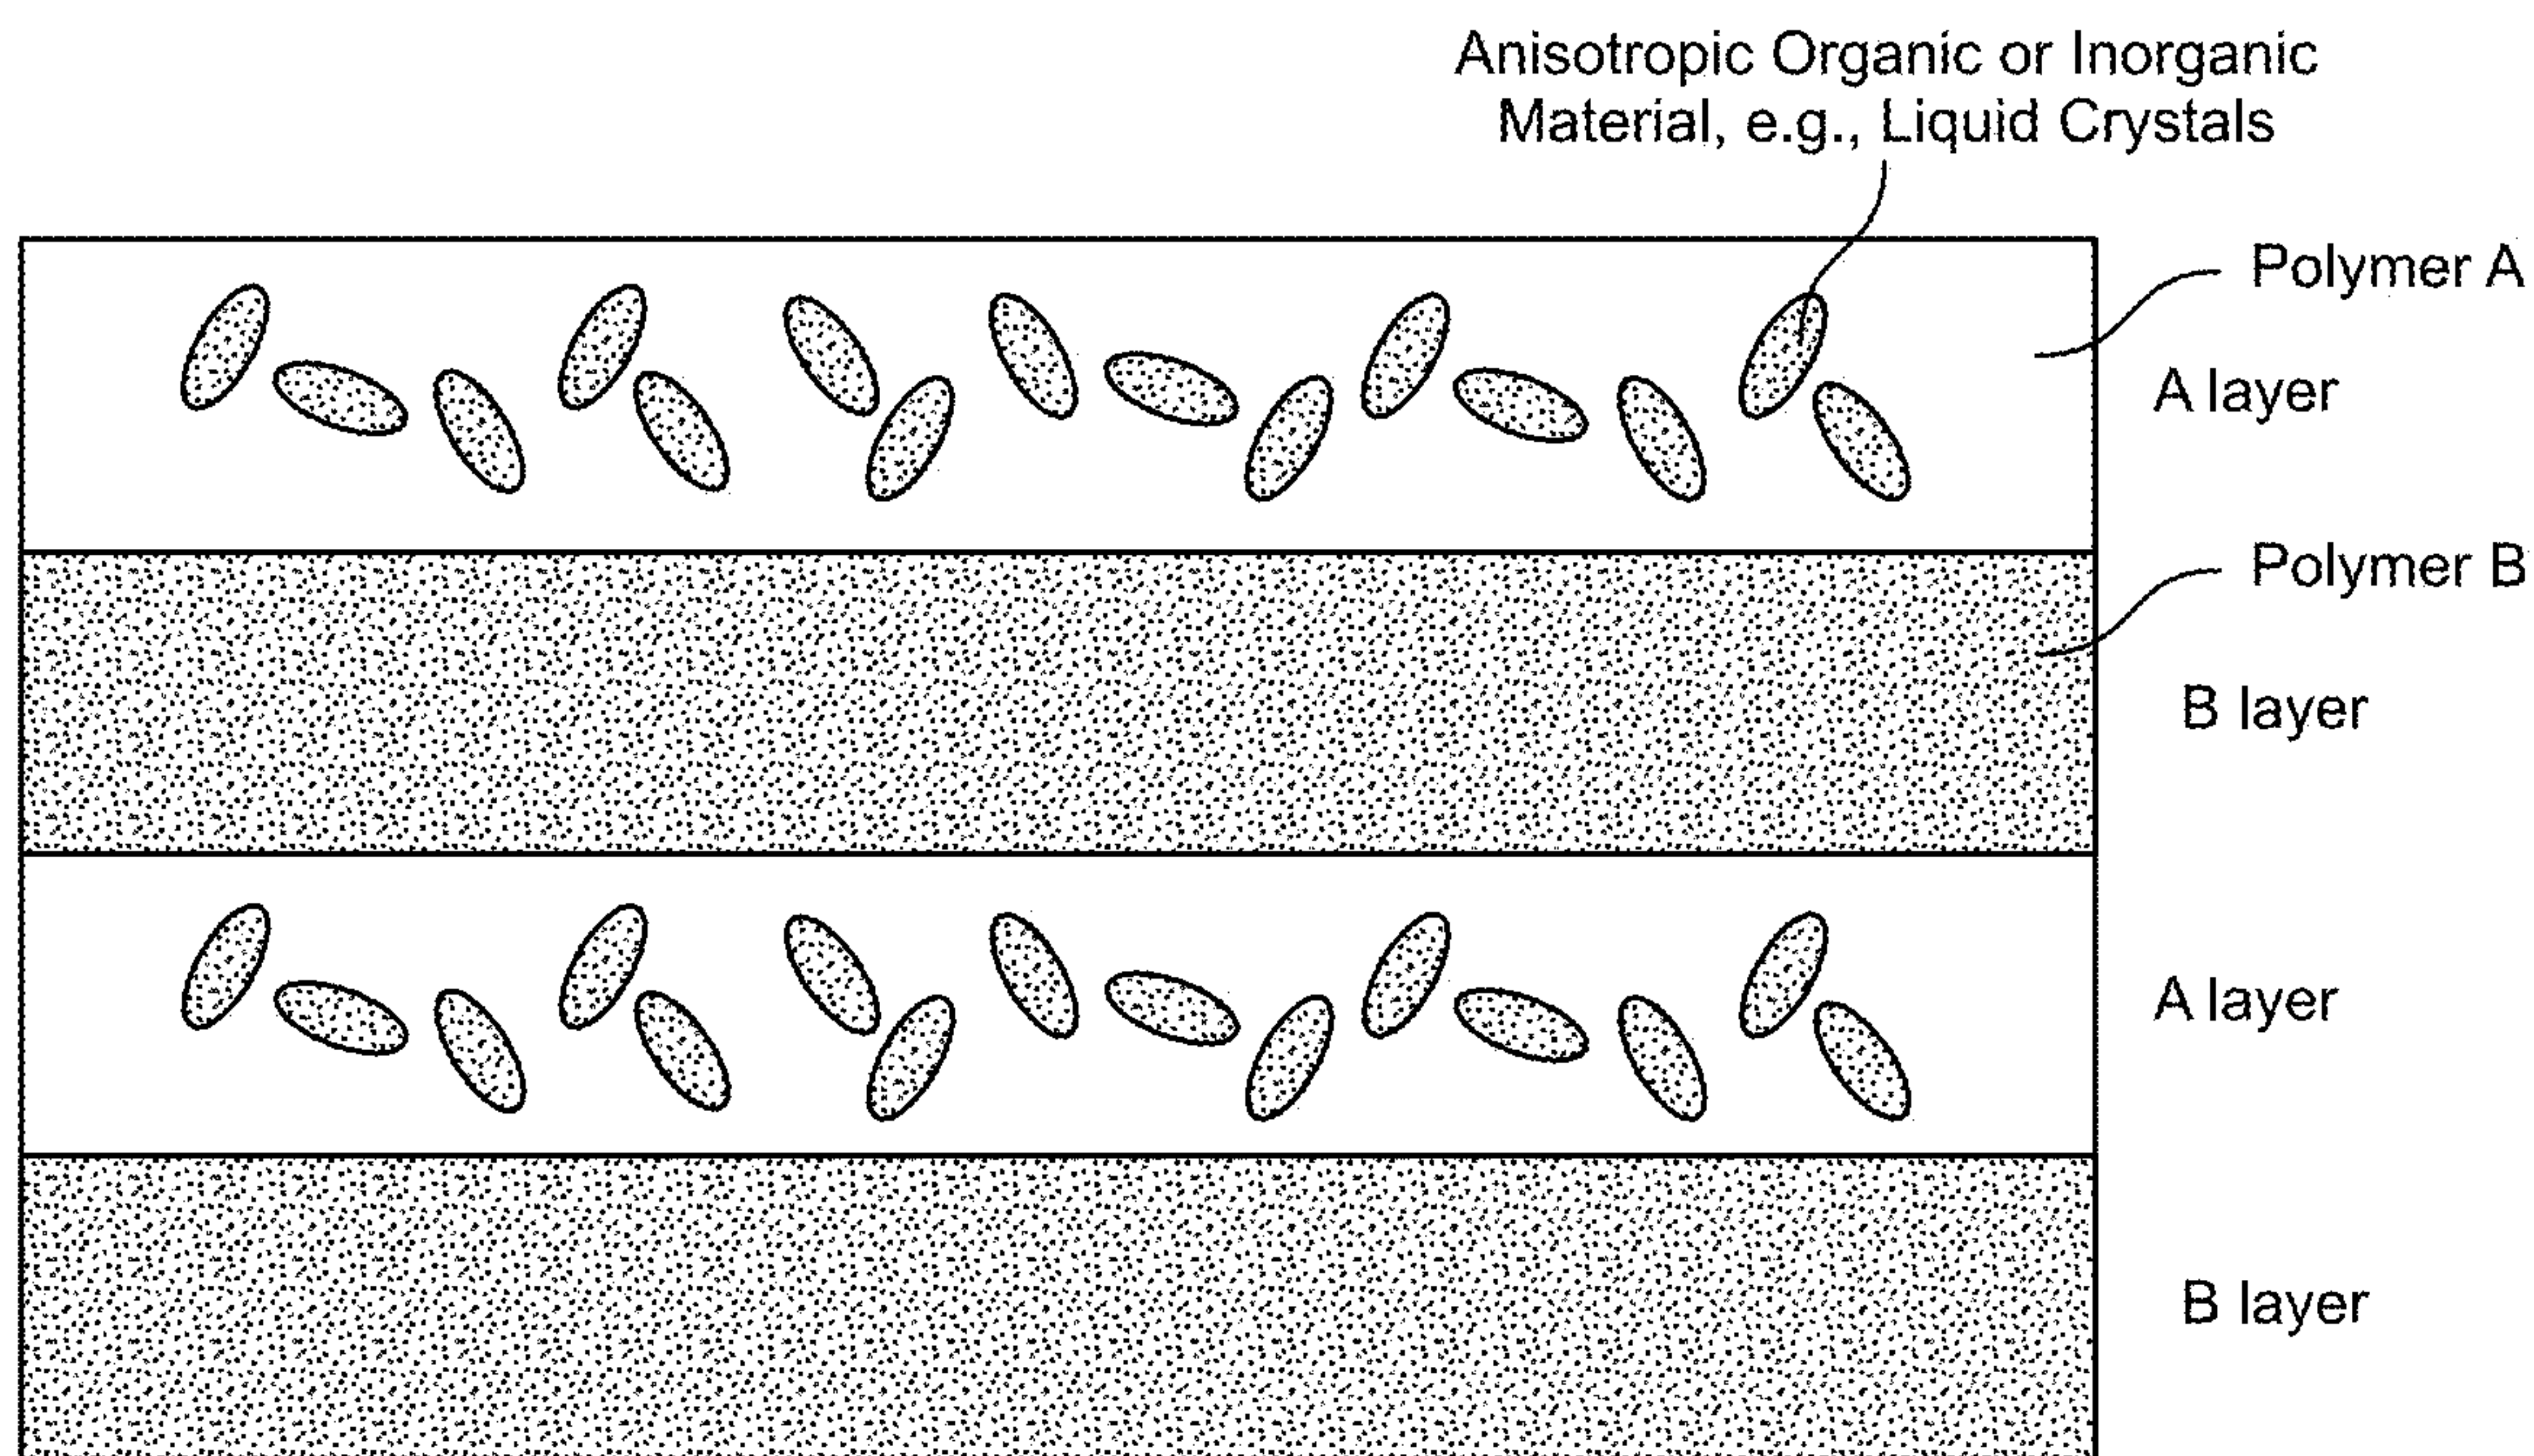 Anisotropic Organic or Inorganic
Material, e.g., Liquid Crystals
Polymer A
A layer
Polymer B
B layer
A layer
B layer